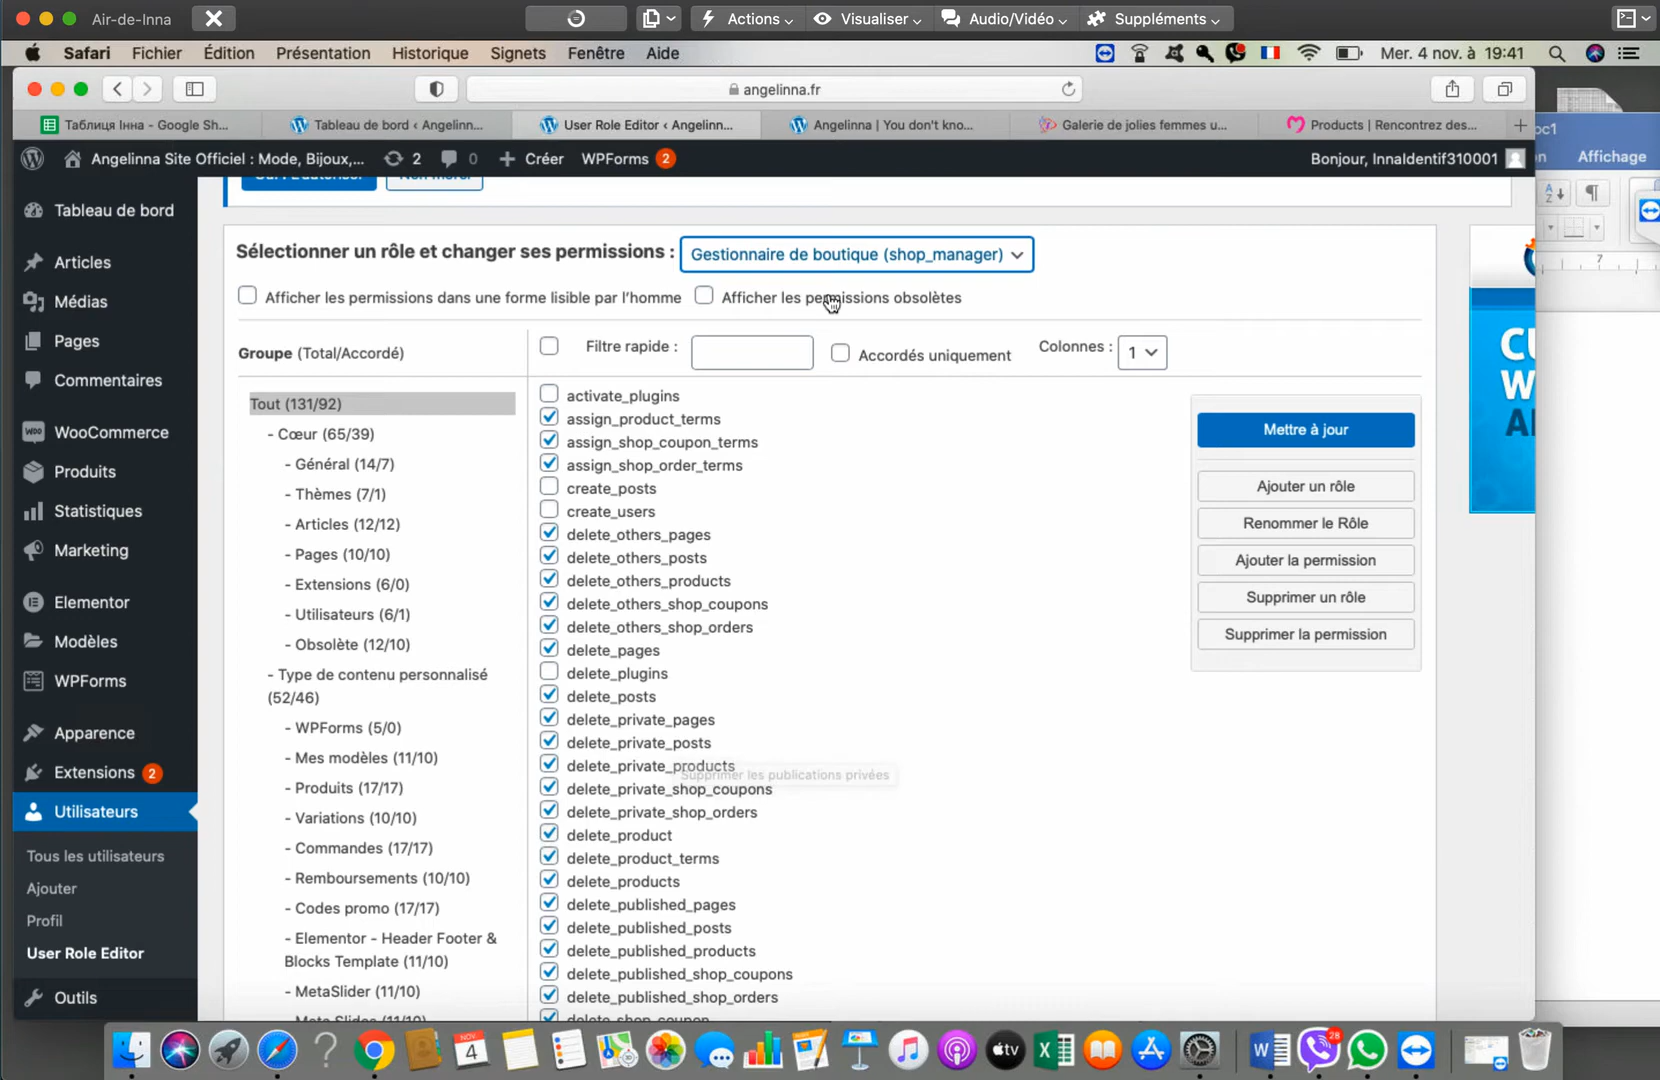 Air-de-Inna
Actions
Visualiser
Audio/Vidéo
Suppléments
Safari Fichier Édition Présentation Historique Signets Fenêtre Aide
Mer. 4 nov. à 19:41
angelinna.fr
Таблиця Інна - Google Sh...
Tableau de bord ‹ Angelinn...
User Role Editor ‹ Angelinn...
Angelinna | You don't kno...
Galerie de jolies femmes u...
Products | Rencontrez des...
Angelinna Site Officiel : Mode, Bijoux,...
2
0
Créer
WPForms 2
Bonjour, InnaIdentif310001
Affichage
Tableau de bord
Articles
Médias
Pages
Commentaires
WooCommerce
Produits
Statistiques
Marketing
Elementor
Modèles
WPForms
Apparence
Extensions 2
Utilisateurs
Tous les utilisateurs
Ajouter
Profil
User Role Editor
Outils
Sélectionner un rôle et changer ses permissions :
Gestionnaire de boutique (shop_manager)
Afficher les permissions dans une forme lisible par l'homme
Afficher les permissions obsolètes
Groupe (Total/Accordé)
Filtre rapide :
Accordés uniquement
Colonnes : 1
Tout (131/92)
- Cœur (65/39)
- Général (14/7)
- Thèmes (7/1)
- Articles (12/12)
- Pages (10/10)
- Extensions (6/0)
- Utilisateurs (6/1)
- Obsolète (12/10)
- Type de contenu personnalisé
(52/46)
- WPForms (5/0)
- Mes modèles (11/10)
- Produits (17/17)
- Variations (10/10)
- Commandes (17/17)
- Remboursements (10/10)
- Codes promo (17/17)
- Elementor - Header Footer &
Blocks Template (11/10)
- MetaSlider (11/10)
activate_plugins
assign_product_terms
assign_shop_coupon_terms
assign_shop_order_terms
create_posts
create_users
delete_others_pages
delete_others_posts
delete_others_products
delete_others_shop_coupons
delete_others_shop_orders
delete_pages
delete_plugins
delete_posts
delete_private_pages
delete_private_posts
delete_private_products
Supprimer les publications privées
delete_private_shop_coupons
delete_private_shop_orders
delete_product
delete_product_terms
delete_products
delete_published_pages
delete_published_posts
delete_published_products
delete_published_shop_coupons
delete_published_shop_orders
Mettre à jour
Ajouter un rôle
Renommer le Rôle
Ajouter la permission
Supprimer un rôle
Supprimer la permission
7
NOV
4
tv
28